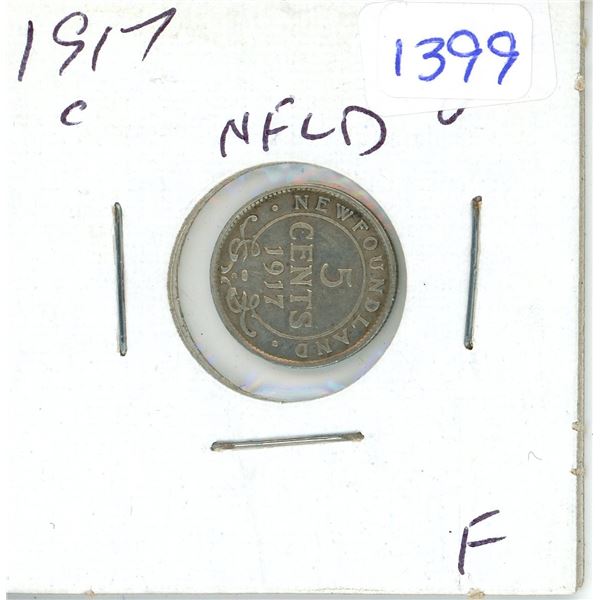 1917
1399
C
NFLD
NEWFOUNDLAND
5
CENTS
1917
F